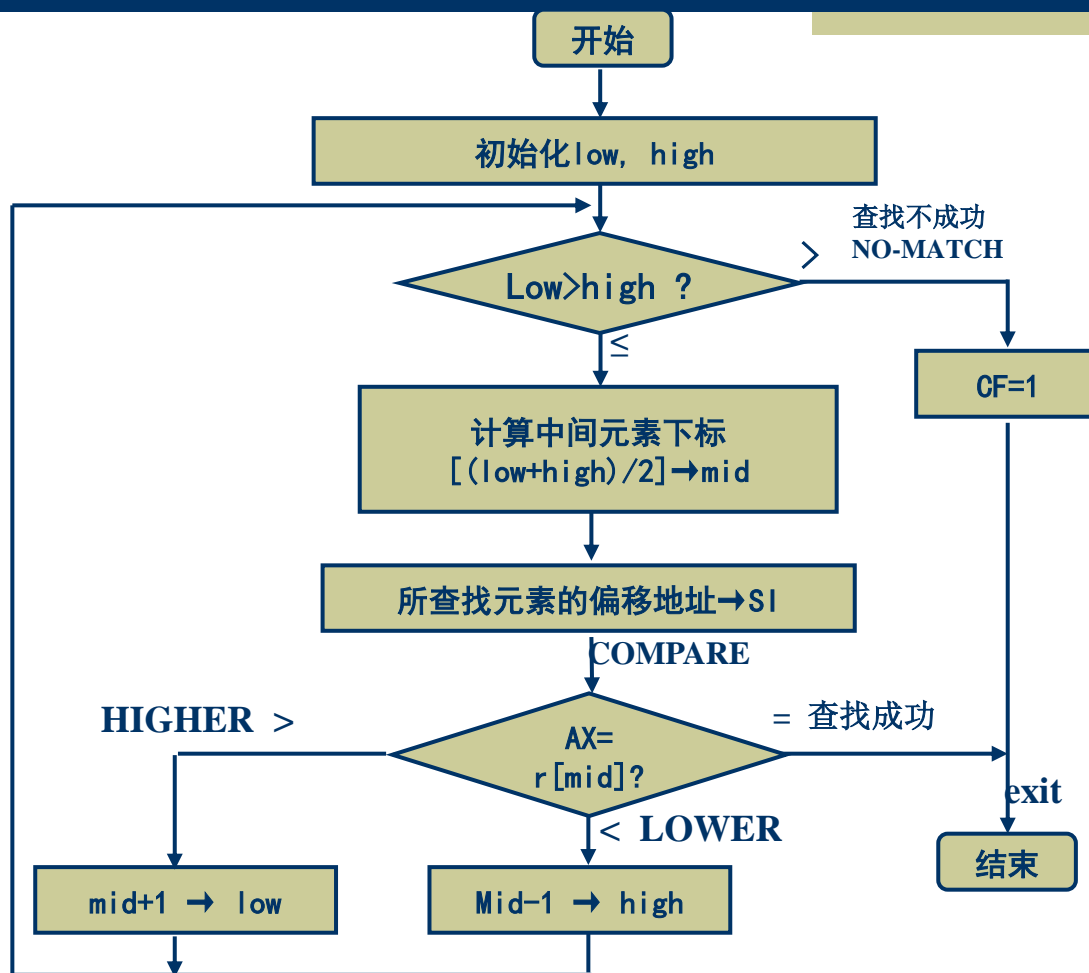 开始
初始化low, high
查找不成功
NO-MATCH
>
Low>high ?
≤
CF=1
计算中间元素下标
[(low+high)/2]→mid
所查找元素的偏移地址→SI
COMPARE
HIGHER >
= 查找成功
AX=
r[mid]?
exit
< LOWER
结束
mid+1 → low
Mid-1 → high